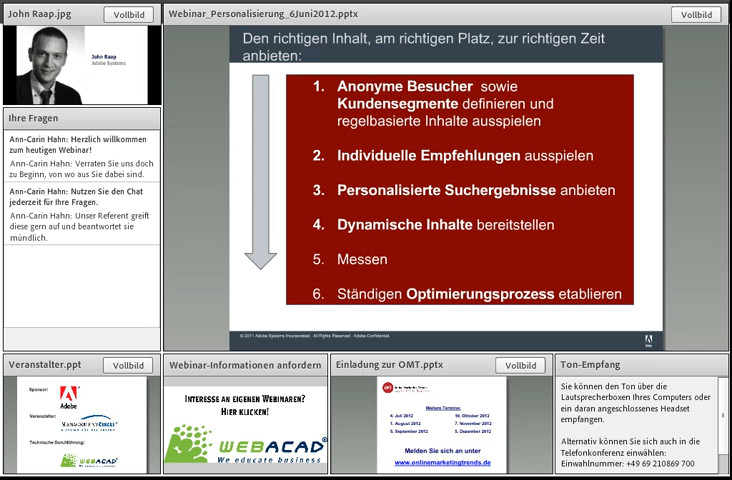 John Raap.jpg
Vollbild
Webinar_Personalisierung_6Juni2012.pptx
Vollbild
John Raap
Adobe Systems
Ihre Fragen
Ann-Carin Hahn: Herzlich willkommen
zum heutigen Webinar!
Ann-Carin Hahn: Verraten Sie uns doch
zu Beginn, von wo aus Sie dabei sind.
Ann-Carin Hahn: Nutzen Sie den Chat
jederzeit für Ihre Fragen.
Ann-Carin Hahn: Unser Referent greift
diese gern auf und beantwortet sie
mündlich.
Den richtigen Inhalt, am richtigen Platz, zur richtigen Zeit
anbieten:
1. Anonyme Besucher sowie
Kundensegmente definieren und
regelbasierte Inhalte ausspielen
2. Individuelle Empfehlungen ausspielen
3. Personalisierte Suchergebnisse anbieten
4. Dynamische Inhalte bereitstellen
5. Messen
6. Ständigen Optimierungsprozess etablieren
© 2011 Adobe Systems Incorporated. All Rights Reserved. Adobe Confidential.
Veranstalter.ppt
Vollbild
Sponsor:
Adobe
Veranstalter:
MANAGEMENT CIRCLE
Technische Durchführung:
WEBACAD
Webinar-Informationen anfordern
INTERESSE AN EIGENEN WEBINAREN?
HIER KLICKEN!
WEBACAD®
We educate business
Einladung zur OMT.pptx
Vollbild
Weitere Termine:
4. Juli 2012
10. Oktober 2012
1. August 2012
7. November 2012
5. September 2012
5. Dezember 2012
Melden Sie sich an unter
www.onlinemarketingtrends.de
Ton-Empfang
Sie können den Ton über die
Lautsprecherboxen Ihres Computers oder
ein daran angeschlossenes Headset
empfangen.
Alternativ können Sie sich auch in die
Telefonkonferenz einwählen:
Einwahlnummer: +49 69 210869 700